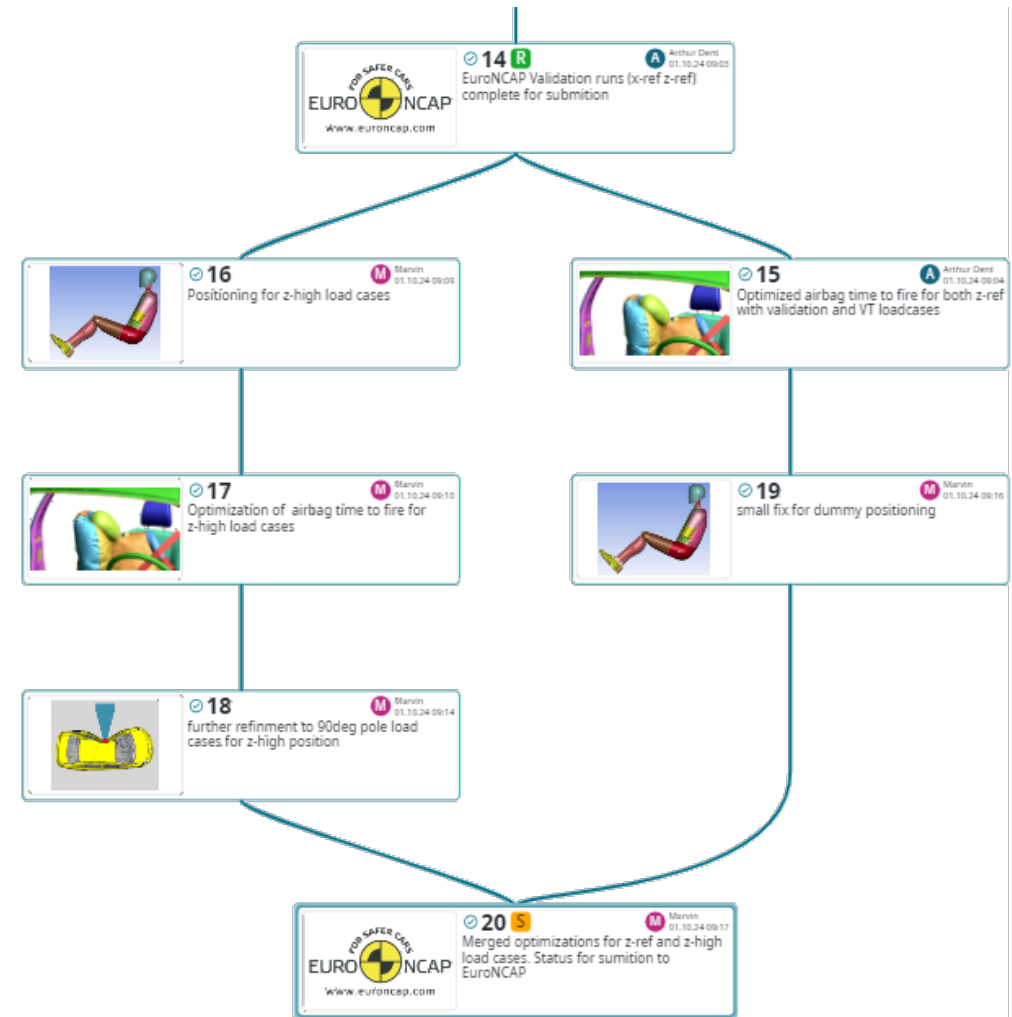 FOR SAFER CARS
EURO NCAP
www.euroncap.com
14 R
Arthur Dent
01.10.24 09:03
EuroNCAP Validation runs (x-ref z-ref)
complete for submition
16
Marvin
01.10.24 09:09
Positioning for z-high load cases
15
Arthur Dent
01.10.24 09:04
Optimized airbag time to fire for both z-ref
with validation and VT loadcases
17
Marvin
01.10.24 09:10
Optimization of airbag time to fire for
z-high load cases
19
Marvin
01.10.24 09:16
small fix for dummy positioning
18
Marvin
01.10.24 09:14
further refinment to 90deg pole load
cases for z-high position
FOR SAFER CARS
EURO NCAP
www.euroncap.com
20 S
Marvin
01.10.24 09:17
Merged optimizations for z-ref and z-high
load cases. Status for sumition to
EuroNCAP
M
A
M
M
M
A
M